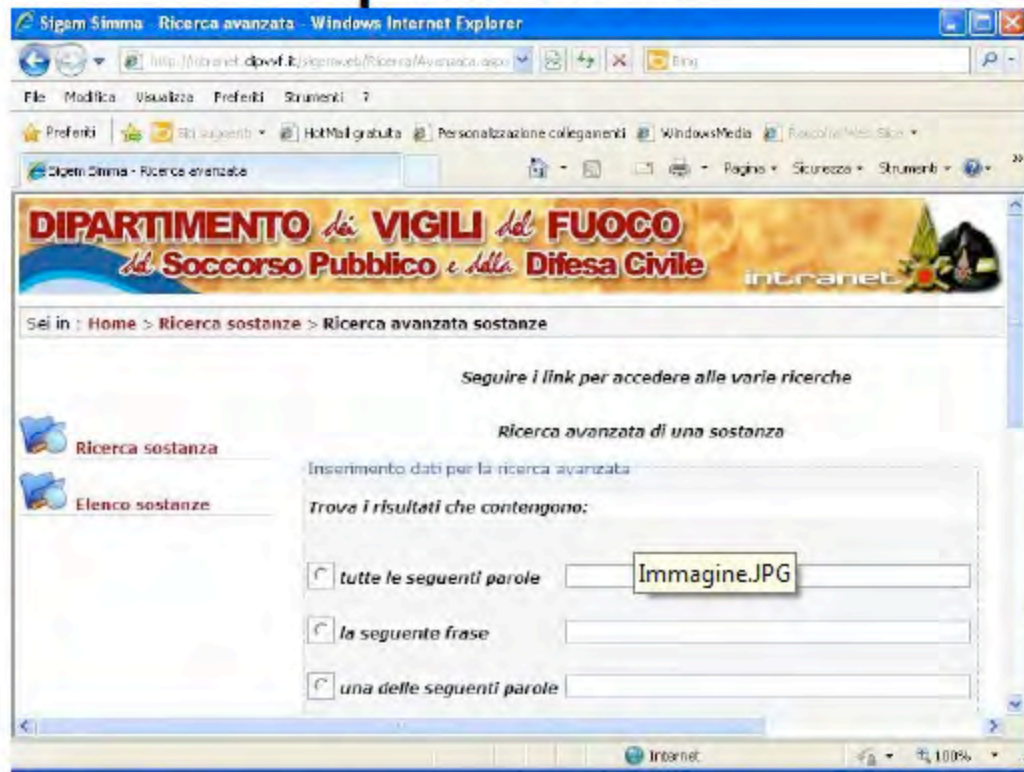 Sigem Simma - Ricerca avanzata - Windows Internet Explorer
Bing
File Modifica Visualizza Preferiti Strumenti ?
Preferiti HotMail gratuita Personalizzazione collegamenti WindowsMedia
Sigem Simma - Ricerca avanzata Pagina Sicurezza Strumenti
DIPARTIMENTO dei VIGILI del FUOCO
del Soccorso Pubblico e della Difesa Civile
intranet
Sei in : Home > Ricerca sostanze > Ricerca avanzata sostanze
Seguire i link per accedere alle varie ricerche
Ricerca avanzata di una sostanza
Ricerca sostanza
Inserimento dati per la ricerca avanzata
Elenco sostanze
Trova i risultati che contengono:
tutte le seguenti parole
Immagine.JPG
la seguente frase
una delle seguenti parole
Internet 100%